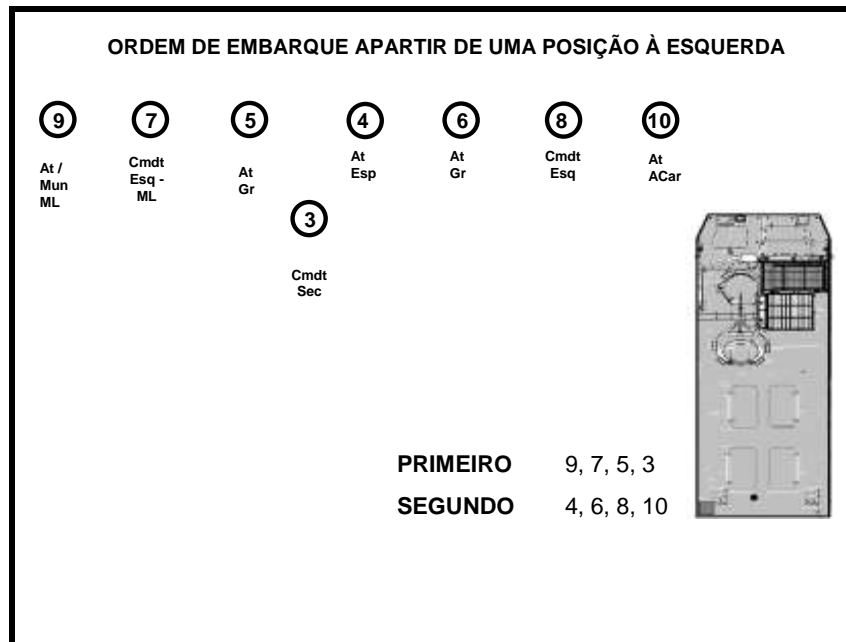 ORDEM DE EMBARQUE APARTIR DE UMA POSIÇÃO À ESQUERDA
9 7 5 4 6 8 10
At /
Mun
ML
Cmdt
Esq -
ML
At
Gr
At
Esp
At
Gr
Cmdt
Esq
At
ACar
3
Cmdt
Sec
PRIMEIRO 9, 7, 5, 3
SEGUNDO 4, 6, 8, 10